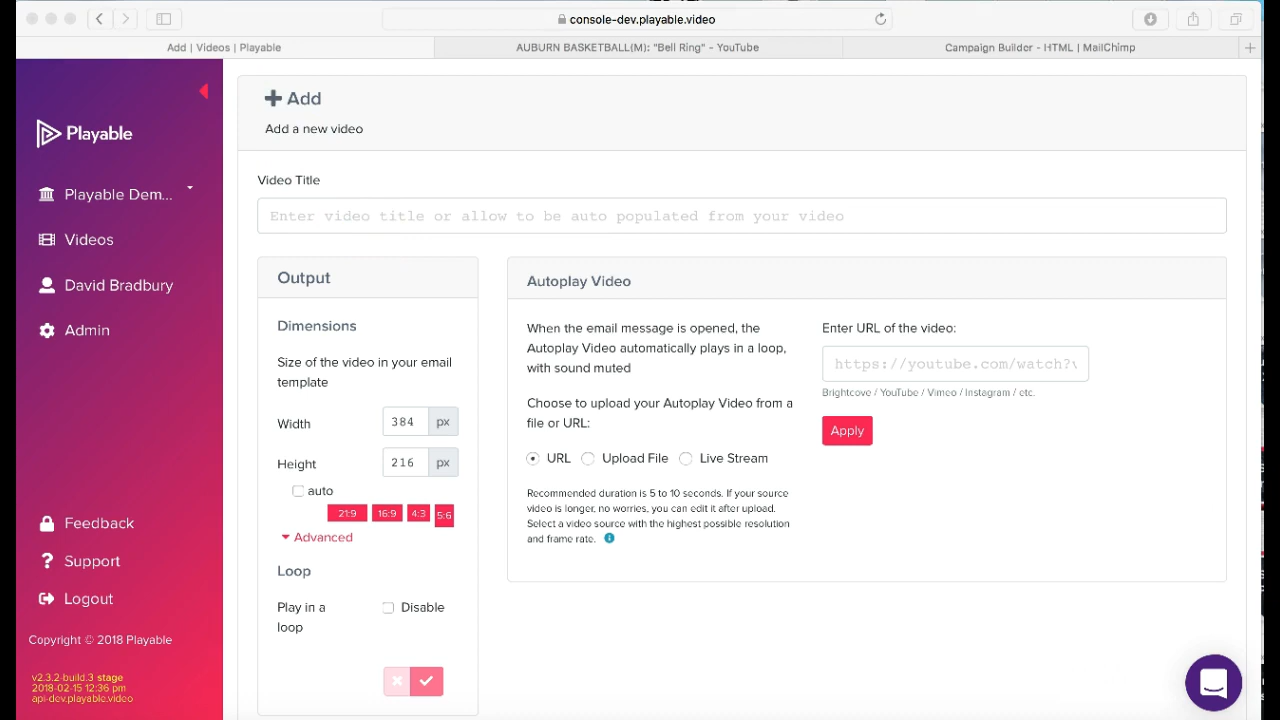 console-dev.playable.video
Add | Videos | Playable
AUBURN BASKETBALL(M): "Bell Ring" - YouTube
Campaign Builder - HTML | MailChimp
Playable
Playable Dem...
Videos
David Bradbury
Admin
Feedback
Support
Logout
Copyright © 2018 Playable
v2.3.2-build.3 stage
2018-02-15 12:36 pm
api-dev.playable.video
Add
Add a new video
Video Title
Enter video title or allow to be auto populated from your video
Output
Dimensions
Size of the video in your email
template
Width 384 px
Height 216 px
auto
21:9 16:9 4:3 5:6
Advanced
Loop
Play in a
loop
Disable
Autoplay Video
When the email message is opened, the
Autoplay Video automatically plays in a loop,
with sound muted
Choose to upload your Autoplay Video from a
file or URL:
URL Upload File Live Stream
Recommended duration is 5 to 10 seconds. If your source
video is longer, no worries, you can edit it after upload.
Select a video source with the highest possible resolution
and frame rate.
Enter URL of the video:
https://youtube.com/watch?v
Brightcove / YouTube / Vimeo / Instagram / etc.
Apply